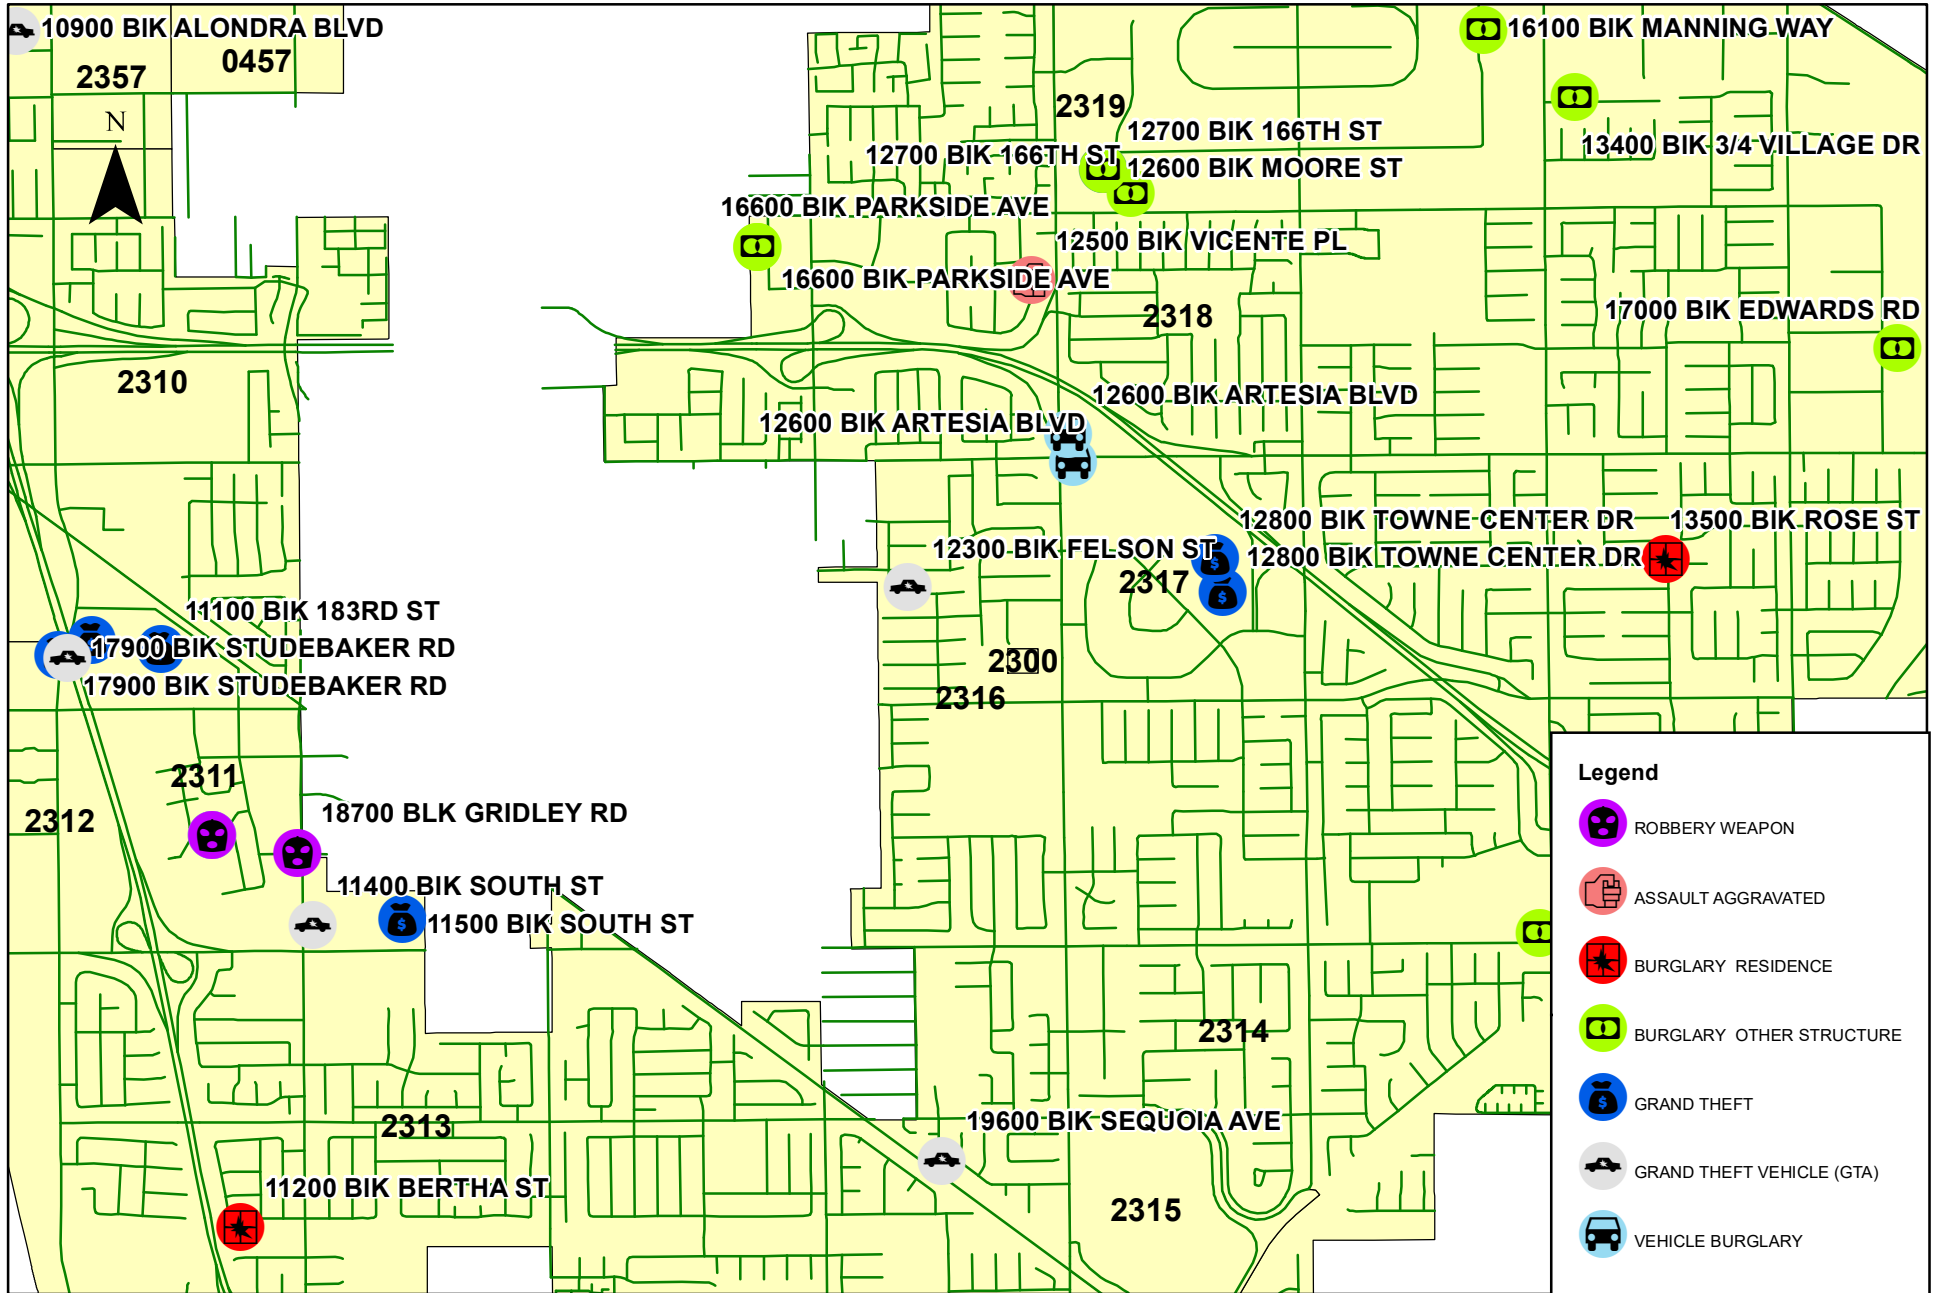 10900 BIK ALONDRA BLVD
16100 BIK MANNING WAY
0457
2357
2319
N
12700 BIK 166TH ST
13400 BIK 3/4 VILLAGE DR
12700 BIK 166TH ST
12600 BIK MOORE ST
16600 BIK PARKSIDE AVE
12500 BIK VICENTE PL
16600 BIK PARKSIDE AVE
2318
17000 BIK EDWARDS RD
2310
12600 BIK ARTESIA BLVD
12600 BIK ARTESIA BLVD
12800 BIK TOWNE CENTER DR
13500 BIK ROSE ST
12300 BIK FELSON ST
12800 BIK TOWNE CENTER DR
2317
11100 BIK 183RD ST
17900 BIK STUDEBAKER RD
2300
17900 BIK STUDEBAKER RD
2316
2311
18700 BLK GRIDLEY RD
2312
11400 BIK SOUTH ST
11500 BIK SOUTH ST
2314
2313
19600 BIK SEQUOIA AVE
11200 BIK BERTHA ST
2315
Legend
ROBBERY WEAPON
ASSAULT AGGRAVATED
BURGLARY RESIDENCE
BURGLARY OTHER STRUCTURE
GRAND THEFT
GRAND THEFT VEHICLE (GTA)
VEHICLE BURGLARY